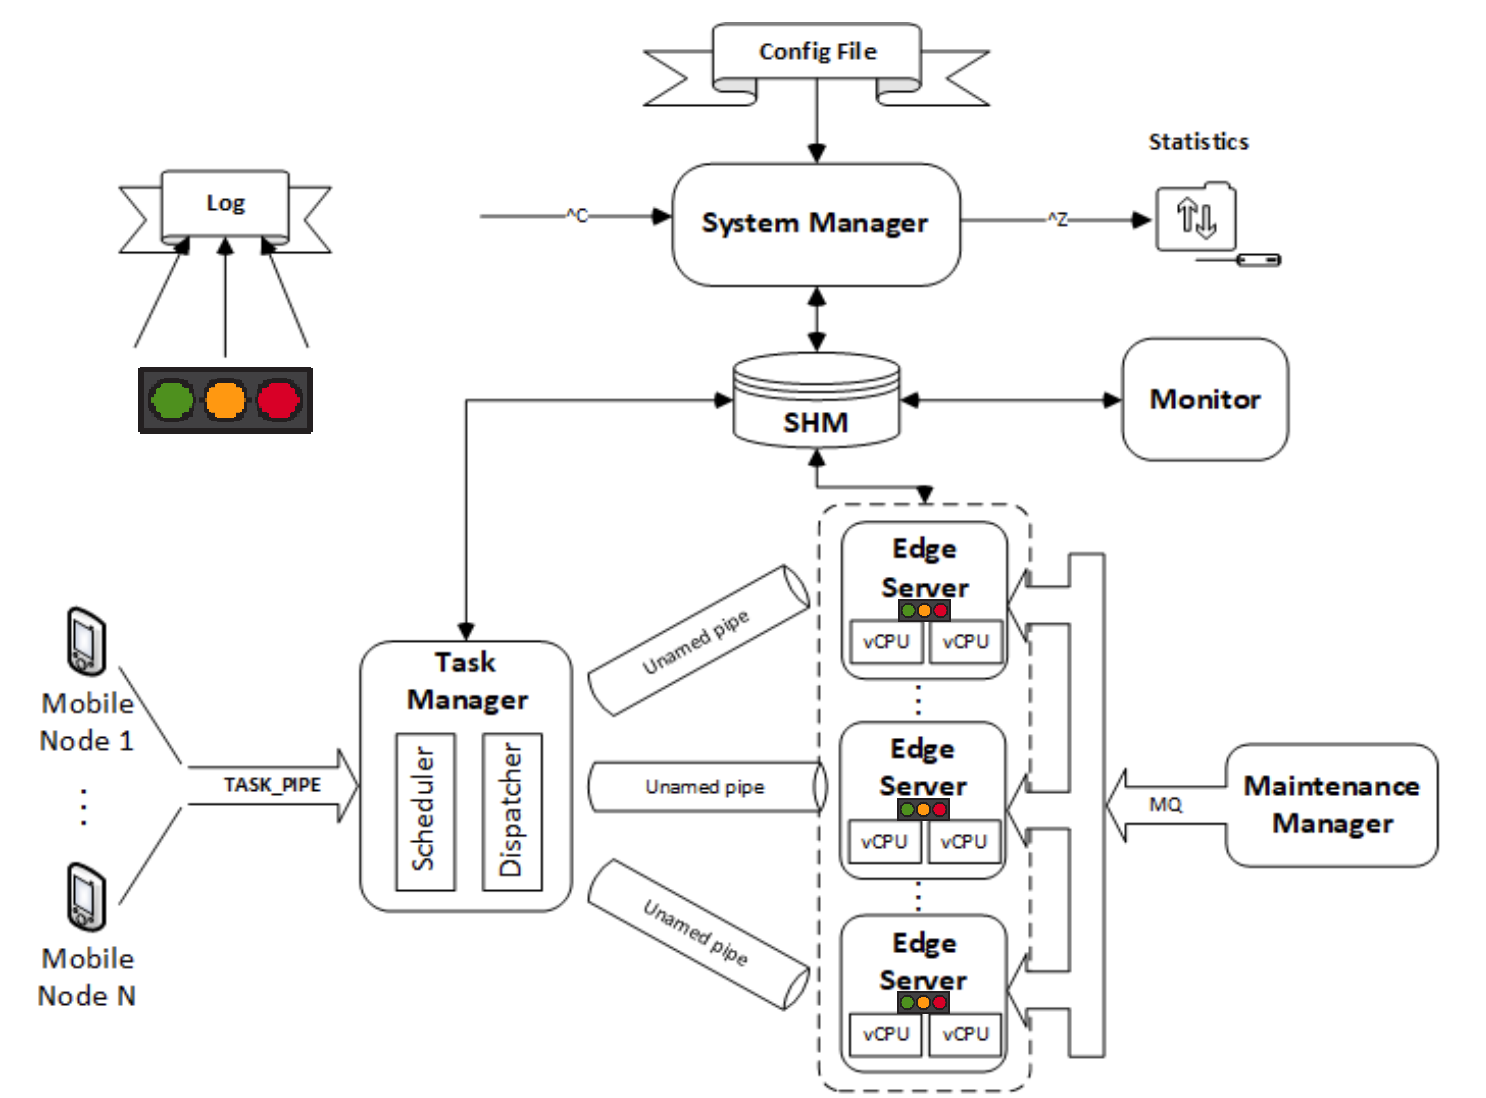 Config File
Statistics
Log
^C
System Manager
^Z
SHM
Monitor
Edge
Server
vCPU vCPU
Unamed pipe
Task
Manager
Scheduler
Dispatcher
Mobile
Node 1
TASK_PIPE
Unamed pipe
Edge
Server
vCPU vCPU
MQ
Maintenance
Manager
Unamed pipe
Mobile
Node N
Edge
Server
vCPU vCPU